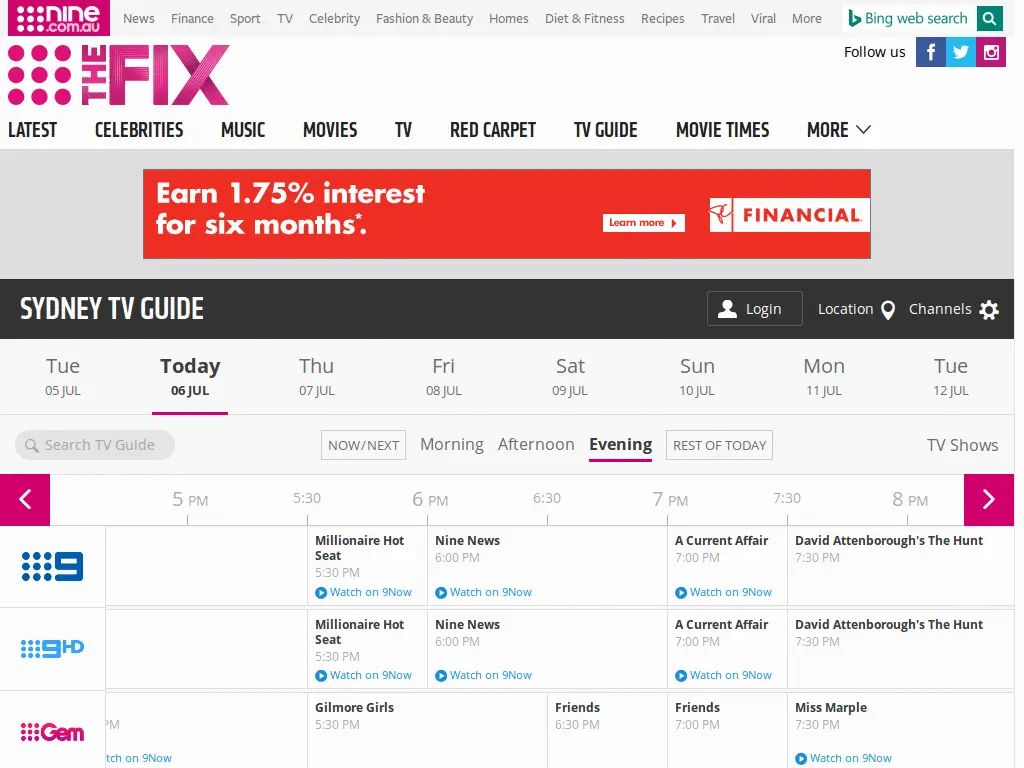 nine.com.au
News Finance Sport TV Celebrity Fashion & Beauty Homes Diet & Fitness Recipes Travel Viral More
Bing web search
THE FIX
Follow us
LATEST CELEBRITIES MUSIC MOVIES TV RED CARPET TV GUIDE MOVIE TIMES MORE
Earn 1.75% interest
for six months*.
Learn more
FINANCIAL
SYDNEY TV GUIDE
Login
Location
Channels
Tue Today Thu Fri Sat Sun Mon Tue
05 JUL 06 JUL 07 JUL 08 JUL 09 JUL 10 JUL 11 JUL 12 JUL
Search TV Guide
NOW/NEXT Morning Afternoon Evening REST OF TODAY
TV Shows
5 PM 5:30 6 PM 6:30 7 PM 7:30 8 PM
9
Millionaire Hot
Seat
5:30 PM
Watch on 9Now
Nine News
6:00 PM
Watch on 9Now
A Current Affair
7:00 PM
Watch on 9Now
David Attenborough's The Hunt
7:30 PM
9HD
Millionaire Hot
Seat
5:30 PM
Watch on 9Now
Nine News
6:00 PM
Watch on 9Now
A Current Affair
7:00 PM
Watch on 9Now
David Attenborough's The Hunt
7:30 PM
9Gem
PM
tch on 9Now
Gilmore Girls
5:30 PM
Friends
6:30 PM
Friends
7:00 PM
Miss Marple
7:30 PM
Watch on 9Now